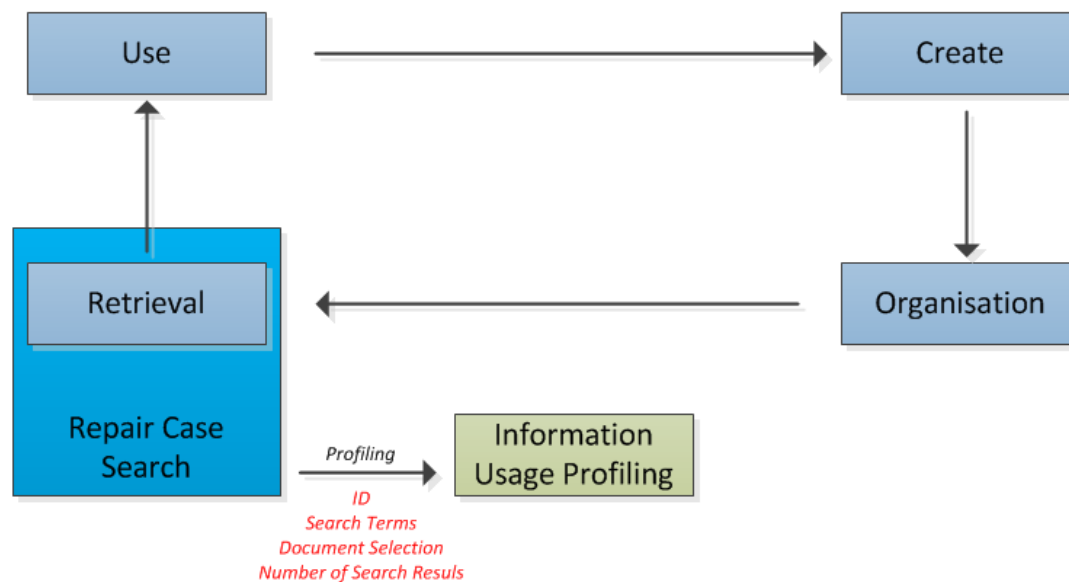 Use
Create
Retrieval
Organisation
Repair Case
Search
Profiling
Information
Usage Profiling
ID
Search Terms
Document Selection
Number of Search Resuls